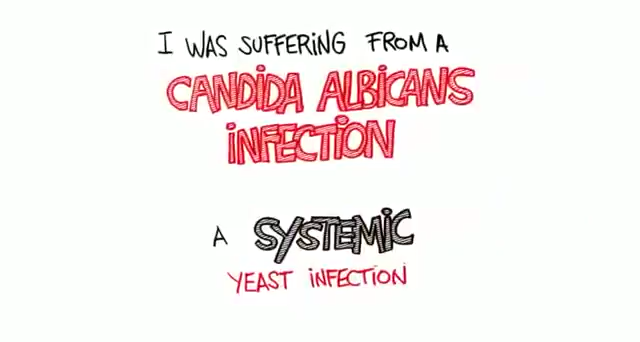 I WAS SUFFERING FROM A
CANDIDA ALBICANS
INFECTION
A SYSTEMIC
YEAST INFECTION